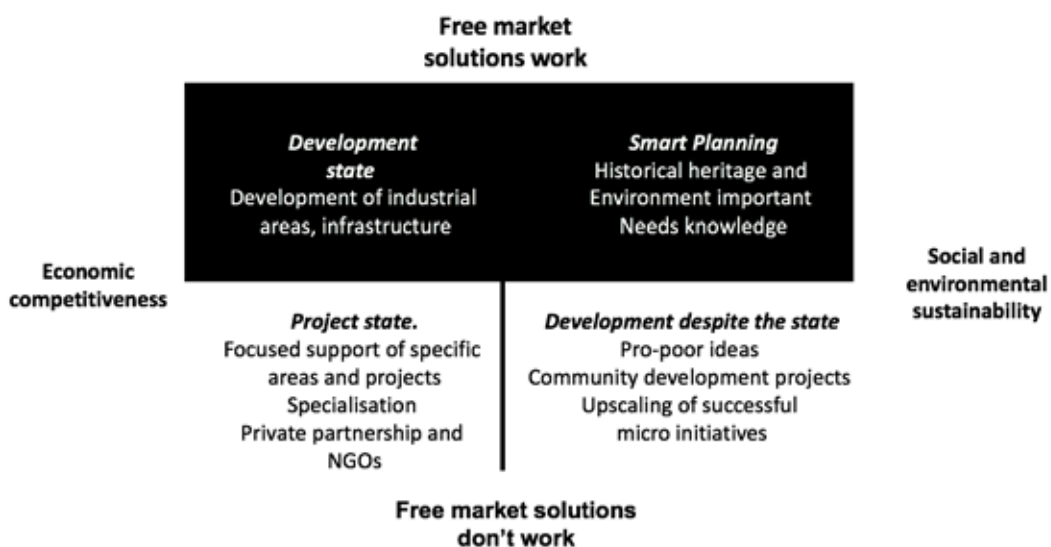 Free market
solutions work
Development
state
Development of industrial
areas, infrastructure
Smart Planning
Historical heritage and
Environment important
Needs knowledge
Economic
competitiveness
Social and
environmental
sustainability
Project state.
Focused support of specific
areas and projects
Specialisation
Private partnership and
NGOs
Development despite the state
Pro-poor ideas
Community development projects
Upscaling of successful
micro initiatives
Free market solutions
don't work